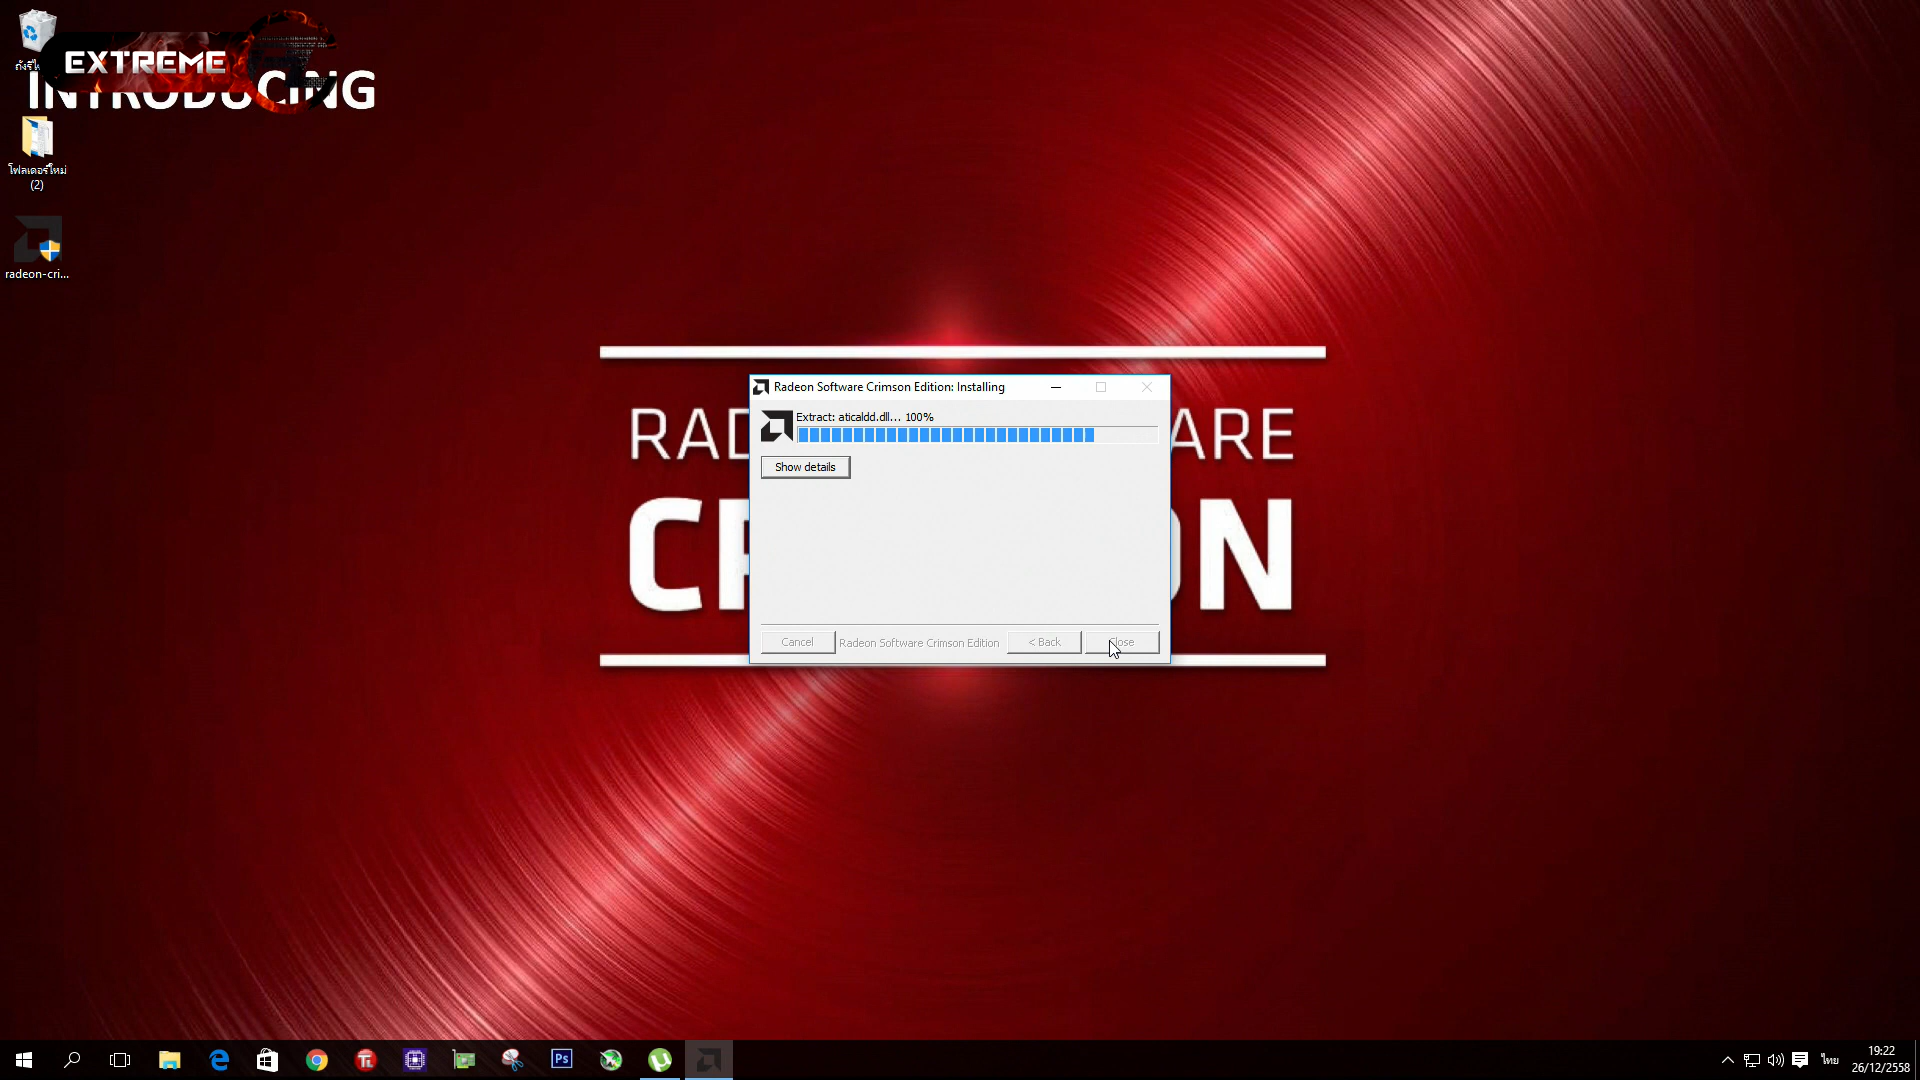 EXTREME
INTRODUCING
โฟลเดอร์ใหม่
(2)
radeon-cri...
Radeon Software Crimson Edition: Installing
Extract: aticaldd.dll... 100%
Show details
RAD
ARE
ON
Cancel
Radeon Software Crimson Edition
< Back
Close
Ps
ไทย
19:22
26/12/2558